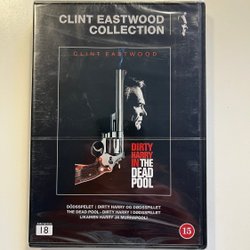 CLINT EASTWOOD
COLLECTION
CLINT EASTWOOD
DIRTY
HARRY
IN THE
DEAD
POOL
DÖDSSPELET | DIRTY HARRY OG DØDSSPILLET
THE DEAD POOL - DIRTY HARRY I DØDSSPILLET
LIKAINEN HARRY JA MURHAPOOLI
18
15